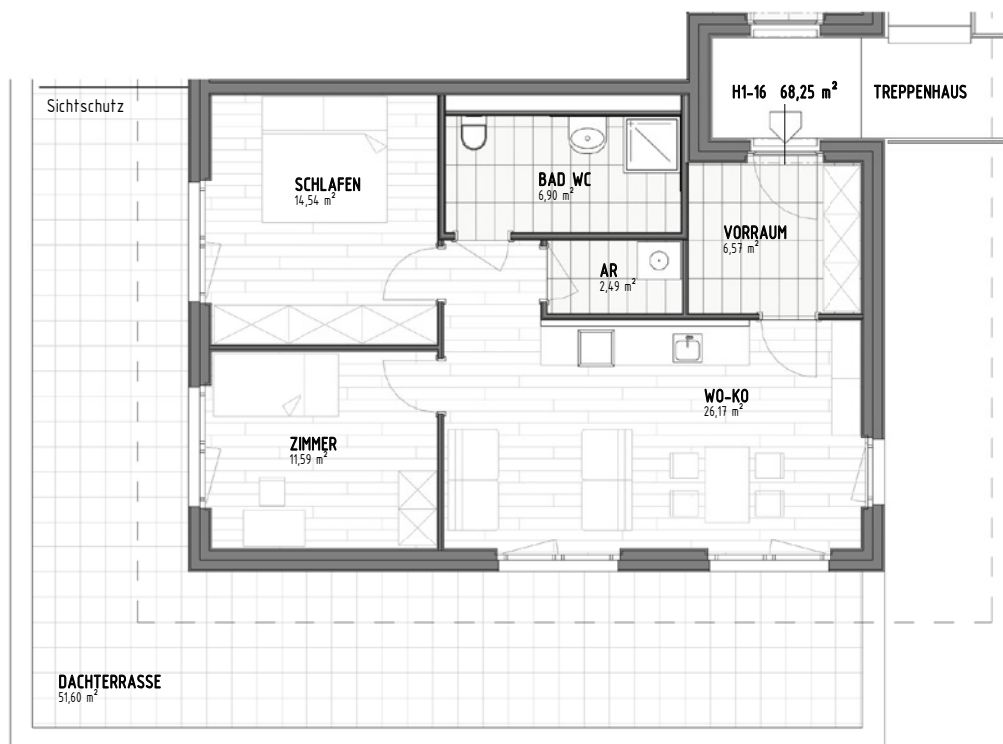 Sichtschutz
H1-16 68,25 m²
TREPPENHAUS
SCHLAFEN
14,54 m²
BAD WC
6,90 m²
VORRAUM
6,57 m²
AR
2,49 m²
WO-KO
26,17 m²
ZIMMER
11,59 m²
DACHTERRASSE
51,60 m²